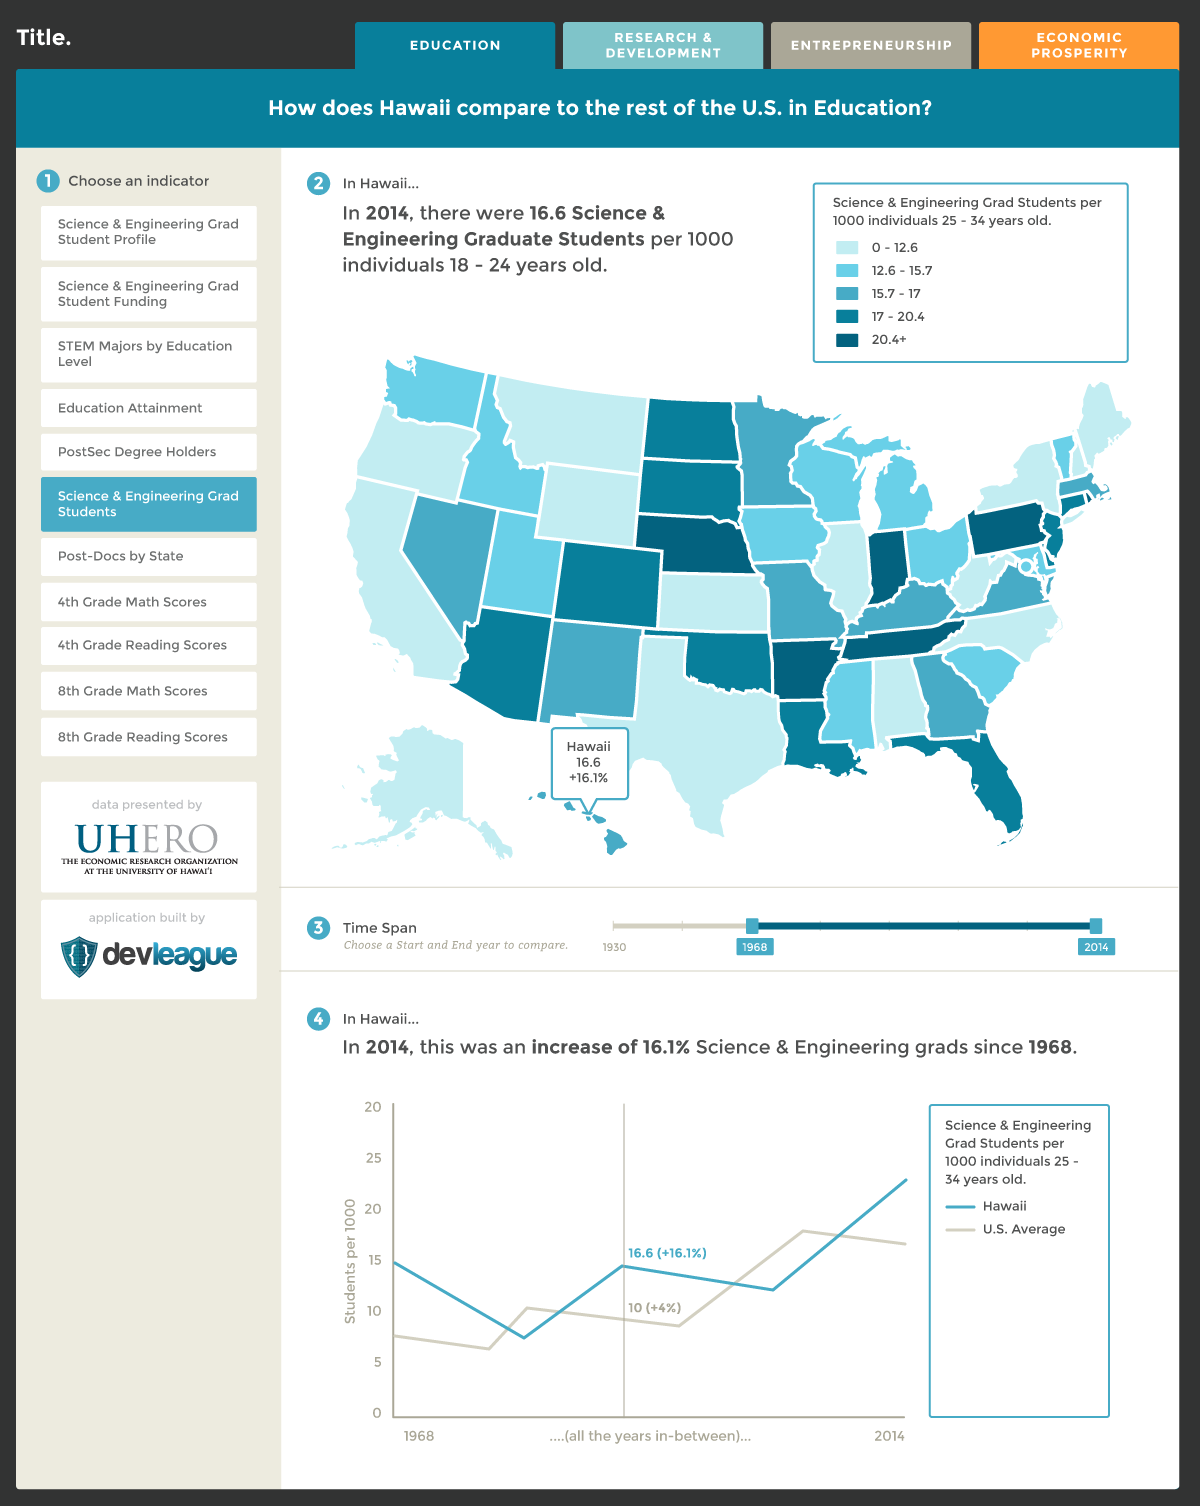 Title.
EDUCATION
RESEARCH &
DEVELOPMENT
ENTREPRENEURSHIP
ECONOMIC
PROSPERITY
How does Hawaii compare to the rest of the U.S. in Education?
1 Choose an indicator
Science & Engineering Grad
Student Profile
Science & Engineering Grad
Student Funding
STEM Majors by Education
Level
Education Attainment
PostSec Degree Holders
Science & Engineering Grad
Students
Post-Docs by State
4th Grade Math Scores
4th Grade Reading Scores
8th Grade Math Scores
8th Grade Reading Scores
data presented by
UHERO
THE ECONOMIC RESEARCH ORGANIZATION
AT THE UNIVERSITY OF HAWAI'I
application built by
{ }
devleague
2 In Hawaii...
In 2014, there were 16.6 Science &
Engineering Graduate Students per 1000
individuals 18 - 24 years old.
Science & Engineering Grad Students per
1000 individuals 25 - 34 years old.
0 - 12.6
12.6 - 15.7
15.7 - 17
17 - 20.4
20.4+
Hawaii
16.6
+16.1%
3 Time Span
Choose a Start and End year to compare.
1930
1968
2014
4 In Hawaii...
In 2014, this was an increase of 16.1% Science & Engineering grads since 1968.
Students per 1000
20
25
20
15
10
5
0
16.6 (+16.1%)
10 (+4%)
1968
....(all the years in-between)...
2014
Science & Engineering
Grad Students per
1000 individuals 25 -
34 years old.
Hawaii
U.S. Average